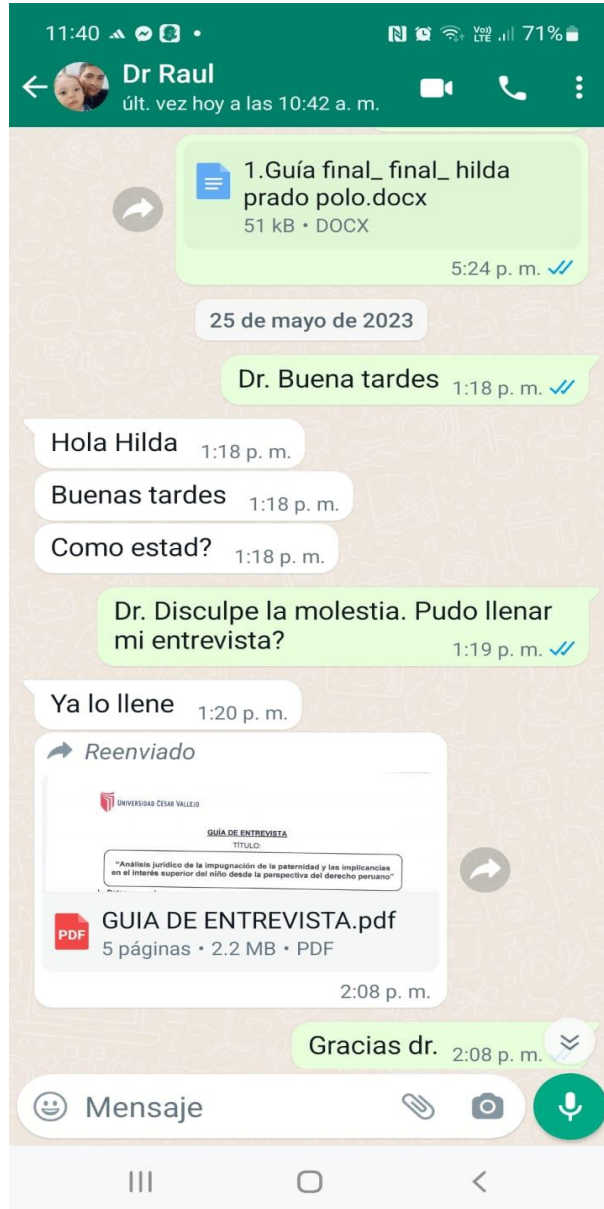 11:40
71%
Dr Raul
últ. vez hoy a las 10:42 a. m.
1.Guía final_ final_ hilda
prado polo.docx
51 kB • DOCX
5:24 p. m.
25 de mayo de 2023
Dr. Buena tardes 1:18 p. m.
Hola Hilda 1:18 p. m.
Buenas tardes 1:18 p. m.
Como estad? 1:18 p. m.
Dr. Disculpe la molestia. Pudo llenar
mi entrevista? 1:19 p. m.
Ya lo llene 1:20 p. m.
Reenviado
UNIVERSIDAD CÉSAR VALLEJO
GUÍA DE ENTREVISTA
TÍTULO:
"Análisis jurídico de la impugnación de la paternidad y las implicancias
en el interés superior del niño desde la perspectiva del derecho peruano"
PDF GUIA DE ENTREVISTA.pdf
5 páginas • 2.2 MB • PDF
2:08 p. m.
Gracias dr. 2:08 p. m.
Mensaje